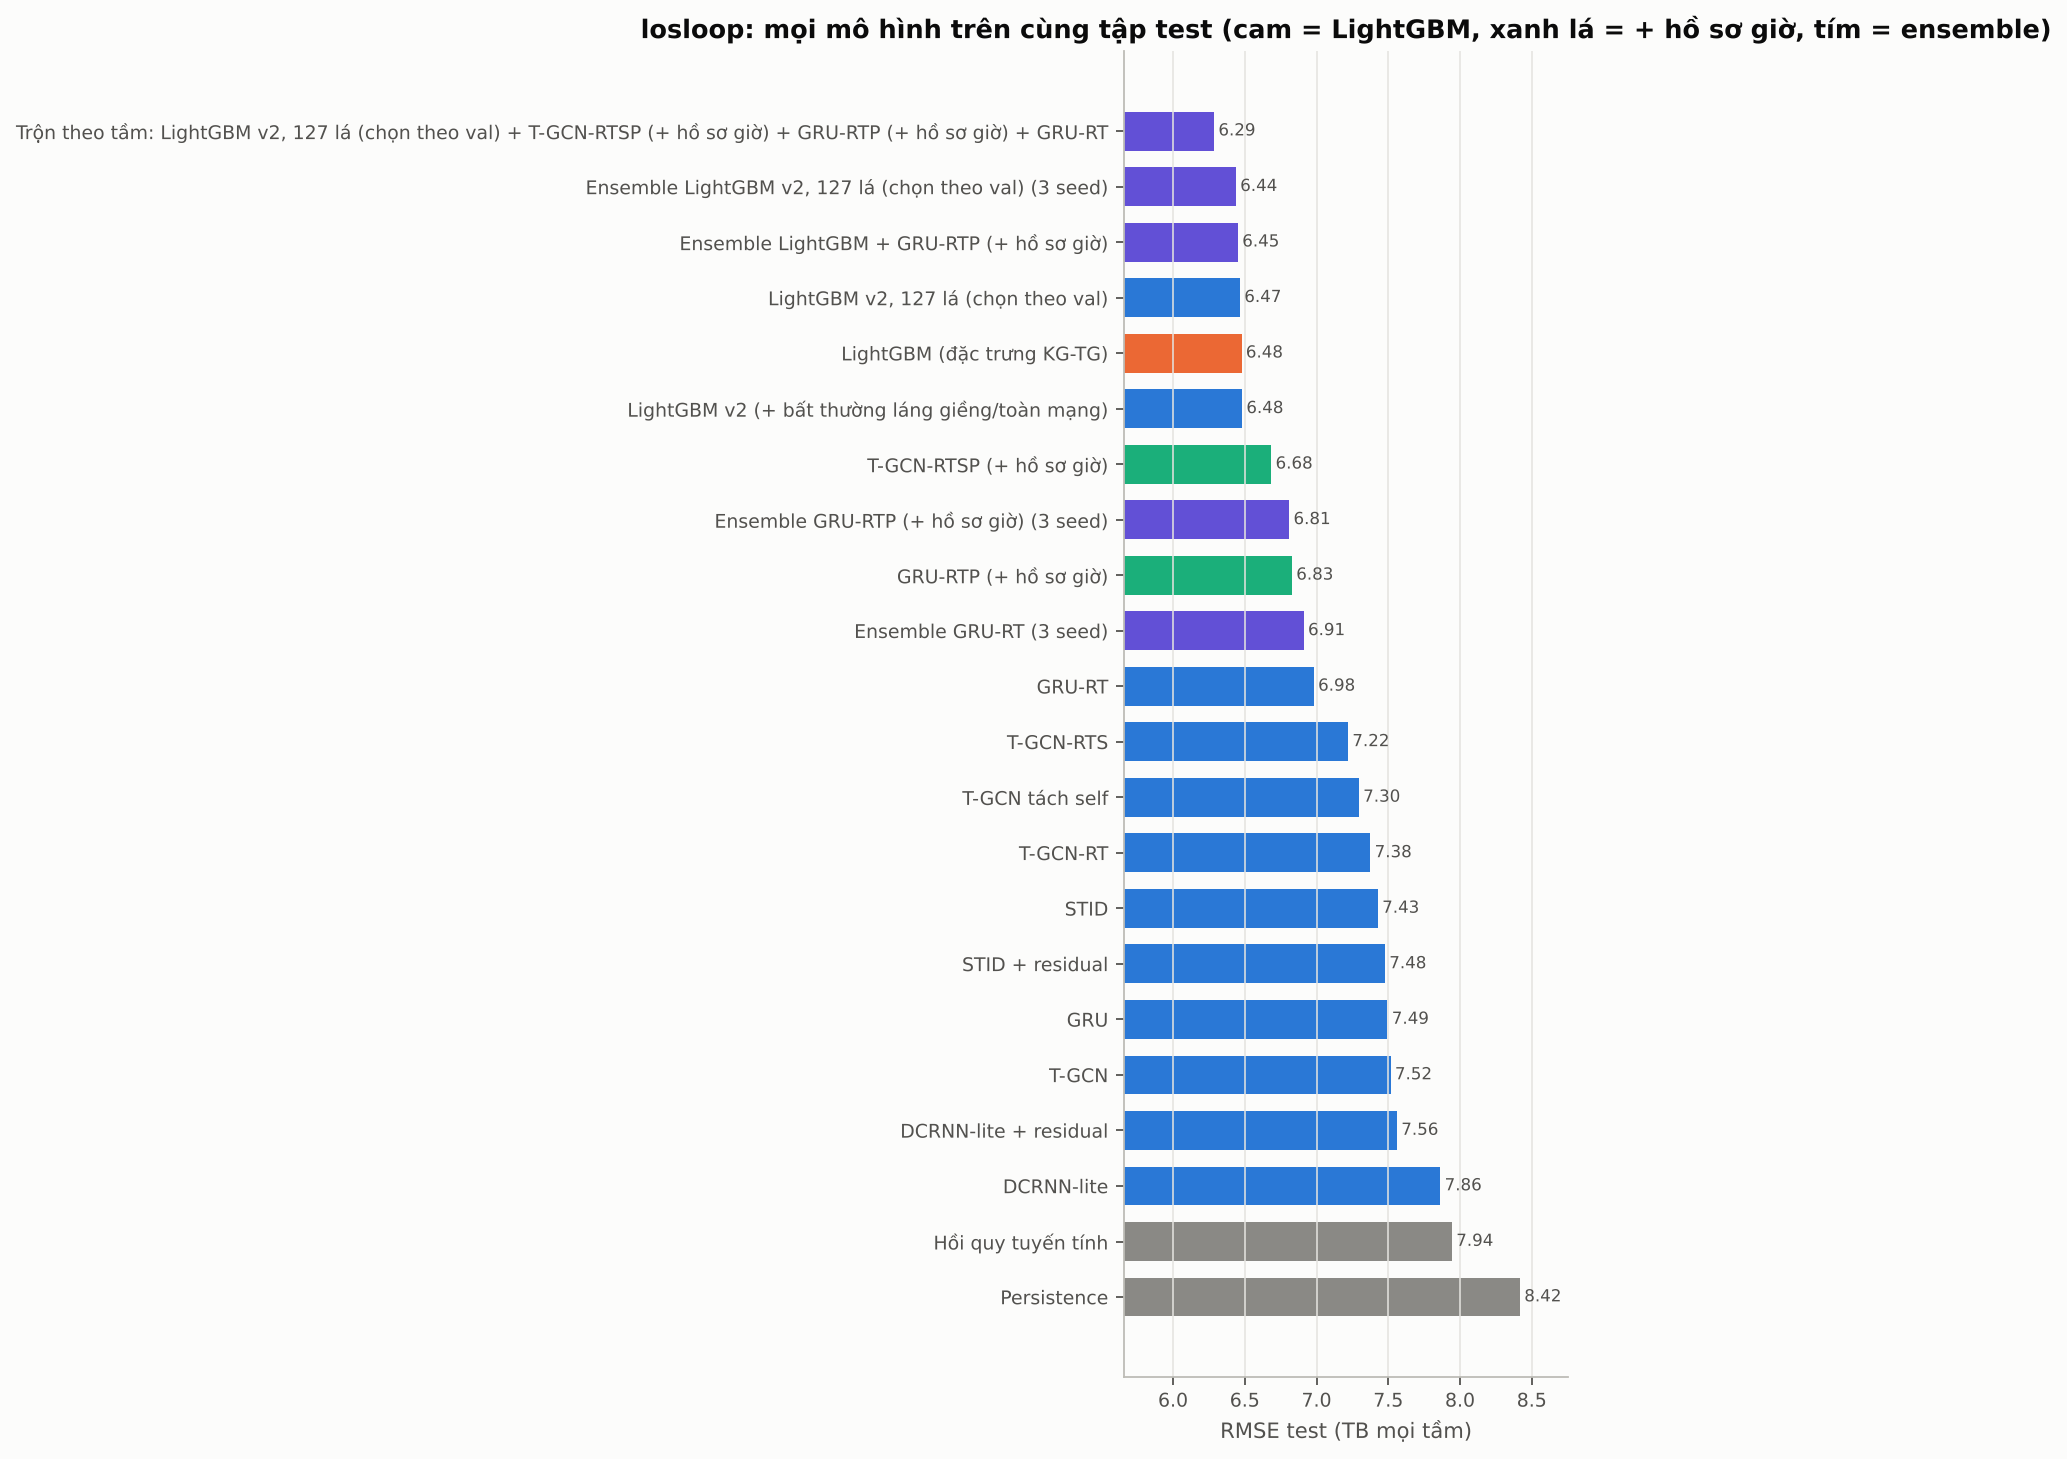 losloop: mọi mô hình trên cùng tập test (cam = LightGBM, xanh lá = + hồ sơ giờ, tím = ensemble)
Trộn theo tầm: LightGBM v2, 127 lá (chọn theo val) + T-GCN-RTSP (+ hồ sơ giờ) + GRU-RTP (+ hồ sơ giờ) + GRU-RT 6.29
Ensemble LightGBM v2, 127 lá (chọn theo val) (3 seed) 6.44
Ensemble LightGBM + GRU-RTP (+ hồ sơ giờ) 6.45
LightGBM v2, 127 lá (chọn theo val) 6.47
LightGBM (đặc trưng KG-TG) 6.48
LightGBM v2 (+ bất thường láng giềng/toàn mạng) 6.48
T-GCN-RTSP (+ hồ sơ giờ) 6.68
Ensemble GRU-RTP (+ hồ sơ giờ) (3 seed) 6.81
GRU-RTP (+ hồ sơ giờ) 6.83
Ensemble GRU-RT (3 seed) 6.91
GRU-RT 6.98
T-GCN-RTS 7.22
T-GCN tách self 7.30
T-GCN-RT 7.38
STID 7.43
STID + residual 7.48
GRU 7.49
T-GCN 7.52
DCRNN-lite + residual 7.56
DCRNN-lite 7.86
Hồi quy tuyến tính 7.94
Persistence 8.42
6.0 6.5 7.0 7.5 8.0 8.5
RMSE test (TB mọi tầm)